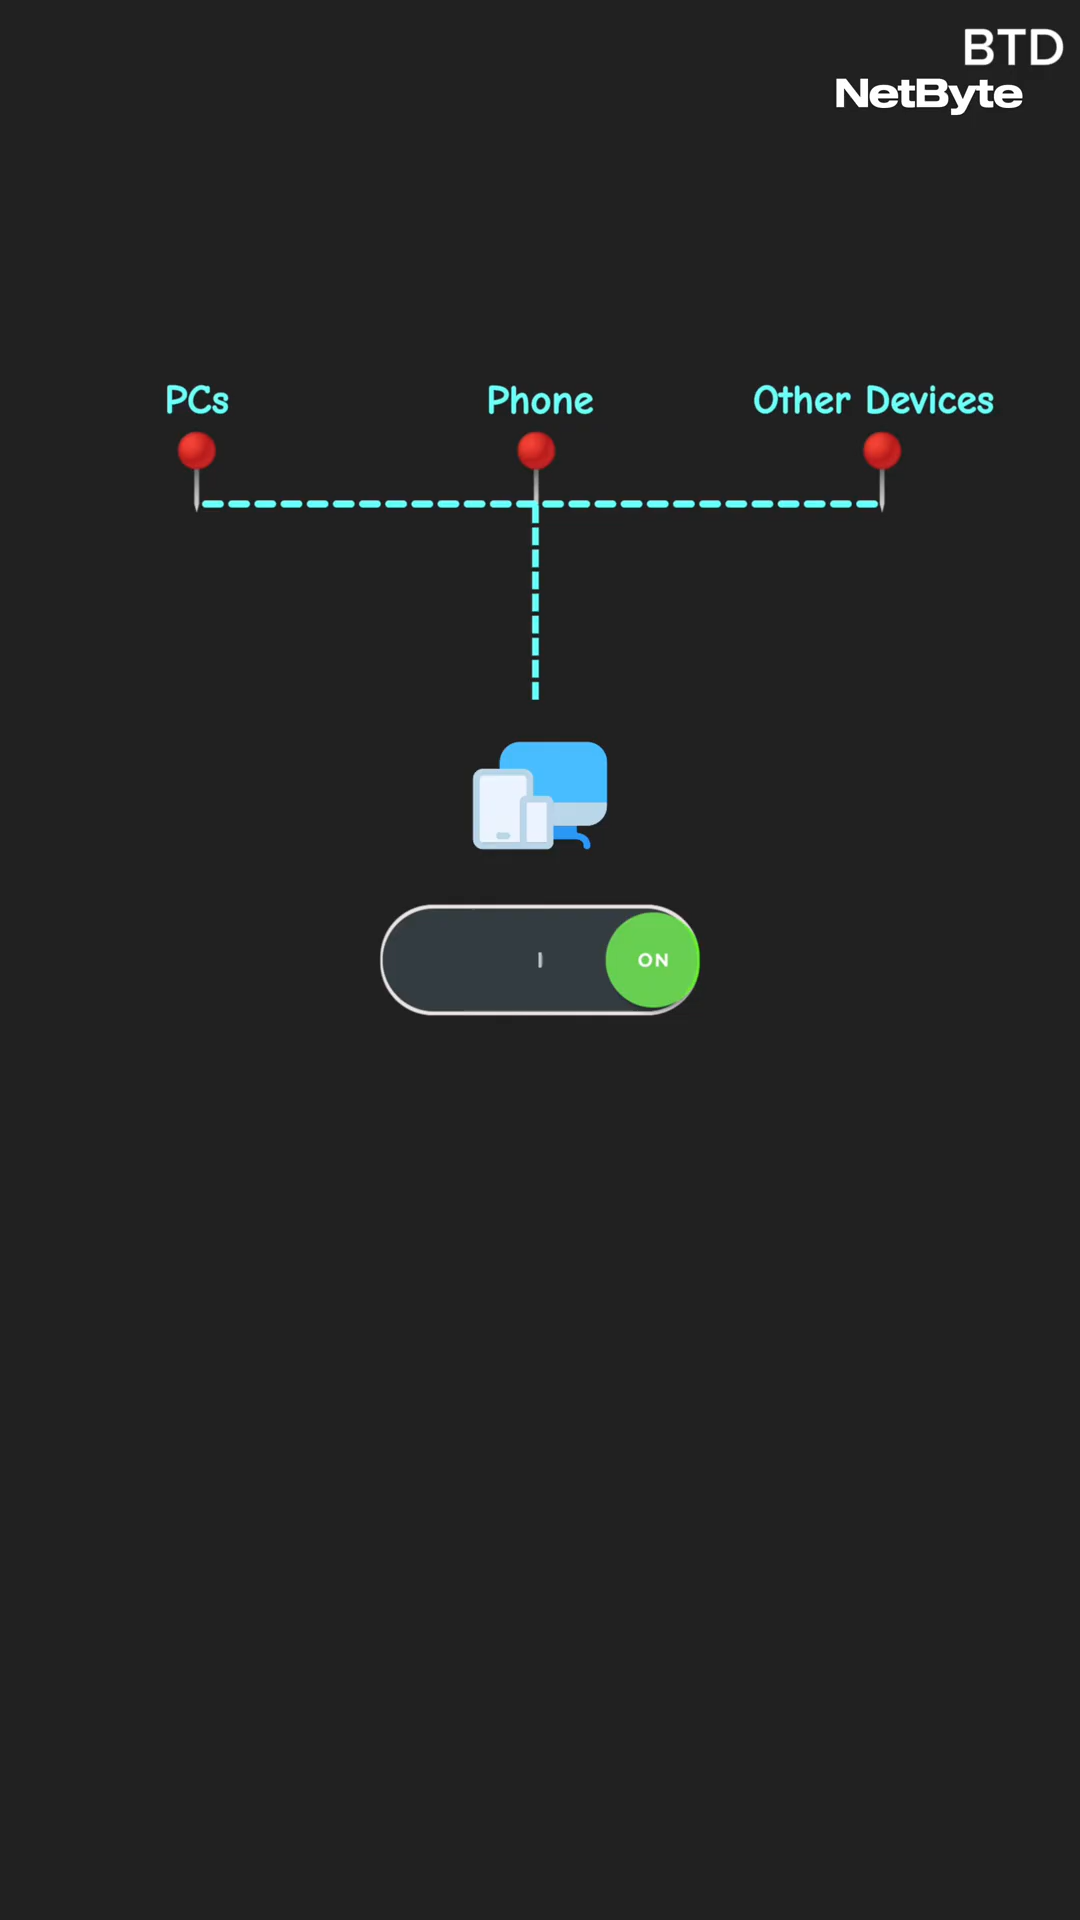 BTD
NetByte
PCs
Phone
Other Devices
ON